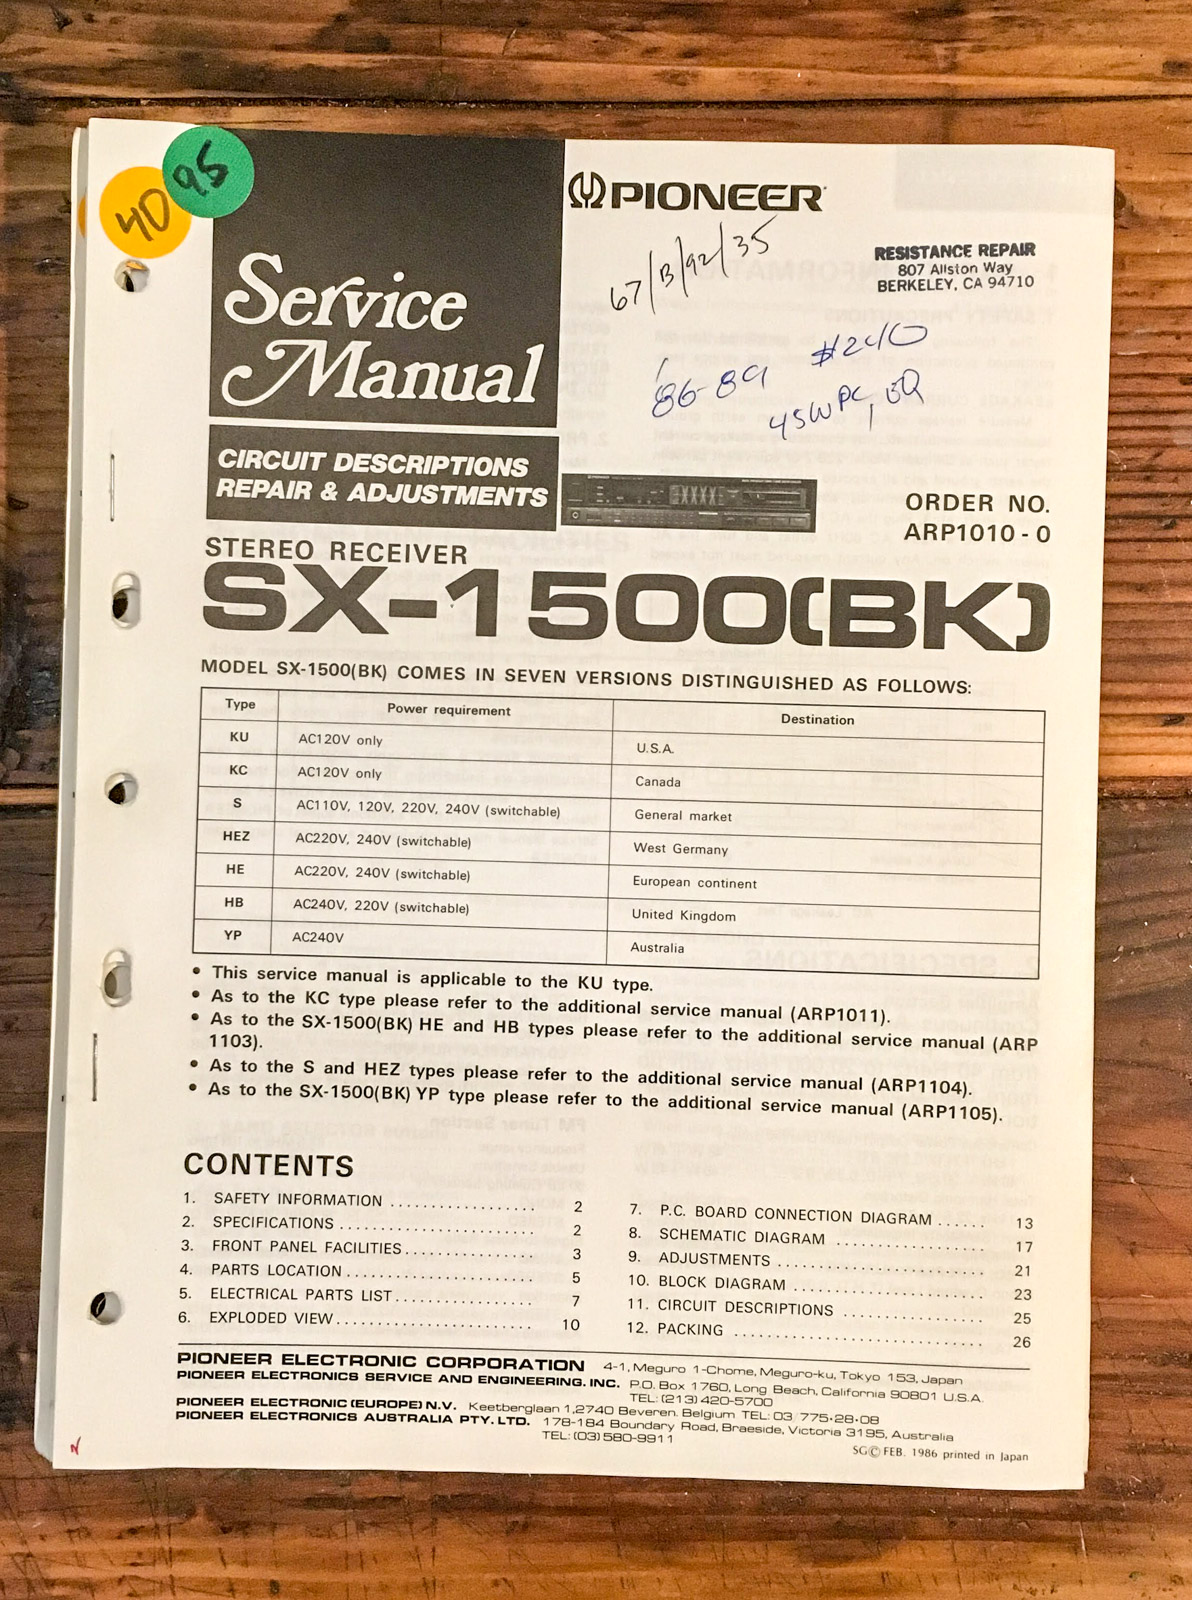 95
40
PIONEER
Service
Manual
67/B/92/35
RESISTANCE REPAIR
807 Allston Way
BERKELEY, CA 94710
'86-89 $240
45WPC, EQ
CIRCUIT DESCRIPTIONS
REPAIR & ADJUSTMENTS
ORDER NO.
ARP1010-0
STEREO RECEIVER
SX-1500(BK)
MODEL SX-1500(BK) COMES IN SEVEN VERSIONS DISTINGUISHED AS FOLLOWS:
Type Power requirement Destination
KU AC120V only U.S.A.
KC AC120V only Canada
S AC110V, 120V, 220V, 240V (switchable) General market
HEZ AC220V, 240V (switchable) West Germany
HE AC220V, 240V (switchable) European continent
HB AC240V, 220V (switchable) United Kingdom
YP AC240V Australia
• This service manual is applicable to the KU type.
• As to the KC type please refer to the additional service manual (ARP1011).
• As to the SX-1500(BK) HE and HB types please refer to the additional service manual (ARP
1103).
• As to the S and HEZ types please refer to the additional service manual (ARP1104).
• As to the SX-1500(BK) YP type please refer to the additional service manual (ARP1105).
CONTENTS
1. SAFETY INFORMATION .................. 2
2. SPECIFICATIONS ........................ 2
3. FRONT PANEL FACILITIES ................ 3
4. PARTS LOCATION ....................... 5
5. ELECTRICAL PARTS LIST ................. 7
6. EXPLODED VIEW ........................ 10
7. P.C. BOARD CONNECTION DIAGRAM ...... 13
8. SCHEMATIC DIAGRAM ................... 17
9. ADJUSTMENTS .......................... 21
10. BLOCK DIAGRAM ........................ 23
11. CIRCUIT DESCRIPTIONS .................. 25
12. PACKING ............................... 26
PIONEER ELECTRONIC CORPORATION 4-1, Meguro 1-Chome, Meguro-ku, Tokyo 153, Japan
PIONEER ELECTRONICS SERVICE AND ENGINEERING. INC. P.O. Box 1760, Long Beach, California 90801 U.S.A.
TEL: (213) 420-5700
PIONEER ELECTRONIC (EUROPE) N.V. Keetberglaan 1, 2740 Beveren. Belgium TEL: 03 775·28·08
PIONEER ELECTRONICS AUSTRALIA PTY. LTD. 178-184 Boundary Road, Braeside, Victoria 3195, Australia
TEL: (03) 580-9911
SG © FEB. 1986 printed in Japan